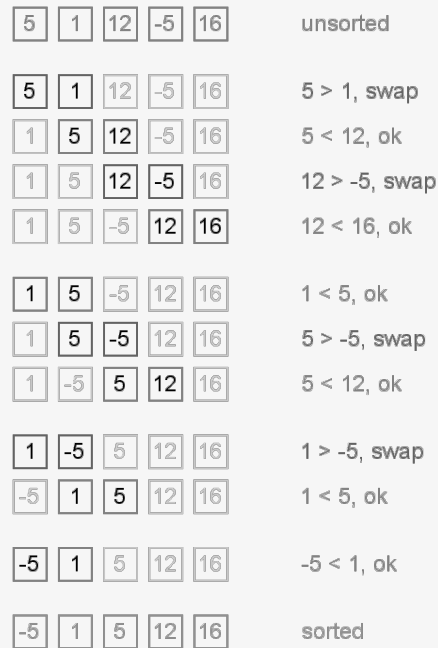 5 1 12 -5 16 unsorted
5 1 12 -5 16 5 > 1, swap
1 5 12 -5 16 5 < 12, ok
1 5 12 -5 16 12 > -5, swap
1 5 -5 12 16 12 < 16, ok
1 5 -5 12 16 1 < 5, ok
1 5 -5 12 16 5 > -5, swap
1 -5 5 12 16 5 < 12, ok
1 -5 5 12 16 1 > -5, swap
-5 1 5 12 16 1 < 5, ok
-5 1 5 12 16 -5 < 1, ok
-5 1 5 12 16 sorted